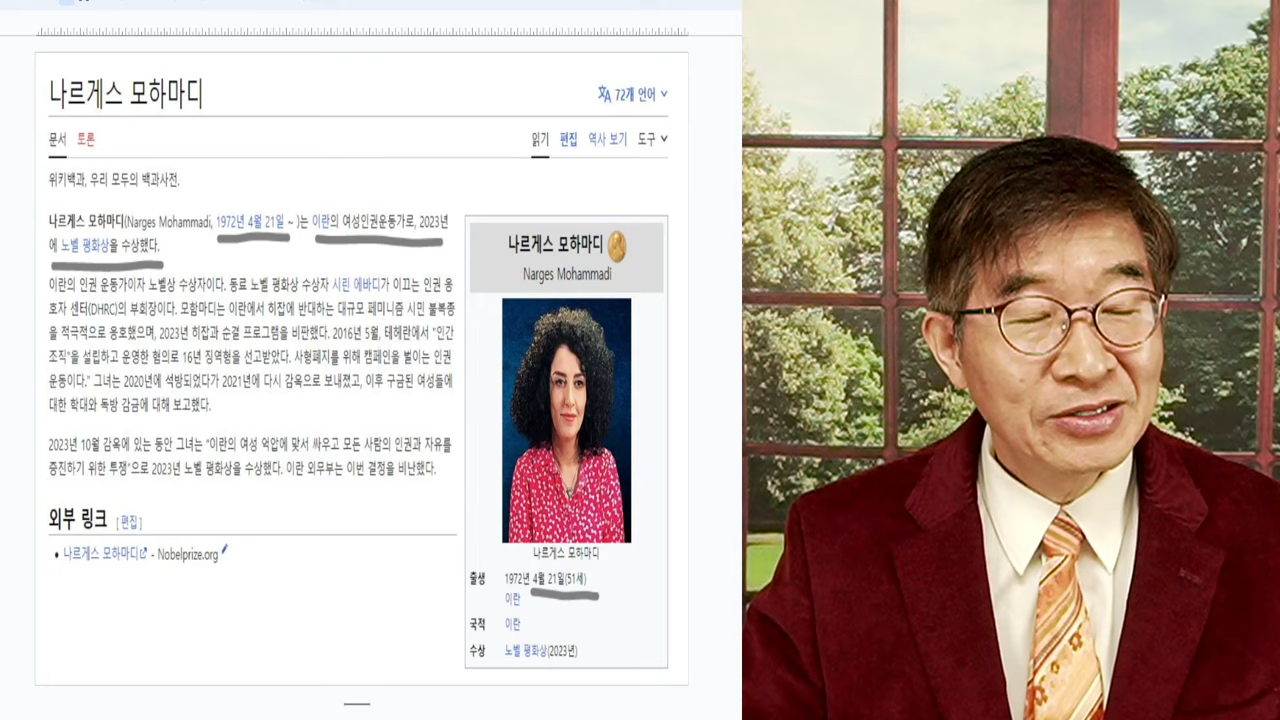 나르게스 모하마디
72개 언어
문서 토론
읽기 편집 역사 보기 도구
위키백과, 우리 모두의 백과사전.
나르게스 모하마디(Narges Mohammadi, 1972년 4월 21일 ~ )는 이란의 여성인권운동가로, 2023년
에 노벨 평화상을 수상했다.
이란의 인권 운동가이자 노벨상 수상자이다. 동료 노벨 평화상 수상자 시린 에바디가 이끄는 인권 옹
호자 센터(DHRC)의 부회장이다. 모함마디는 이란에서 히잡에 반대하는 대규모 페미니즘 시민 불복종
을 적극적으로 옹호했으며, 2023년 히잡과 순결 프로그램을 비판했다. 2016년 5월, 테헤란에서 "인간
조직"을 설립하고 운영한 혐의로 16년 징역형을 선고받았다. 사형폐지를 위해 캠페인을 벌이는 인권
운동이다." 그녀는 2020년에 석방되었다가 2021년에 다시 감옥으로 보내졌고, 이후 구금된 여성들에
대한 학대와 독방 감금에 대해 보고했다.
2023년 10월 감옥에 있는 동안 그녀는 "이란의 여성 억압에 맞서 싸우고 모든 사람의 인권과 자유를
증진하기 위한 투쟁"으로 2023년 노벨 평화상을 수상했다. 이란 외무부는 이번 결정을 비난했다.
외부 링크 [편집]
나르게스 모하마디 - Nobelprize.org
나르게스 모하마디
Narges Mohammadi
나르게스 모하마디
출생 1972년 4월 21일(51세)
이란
국적 이란
수상 노벨 평화상(2023년)